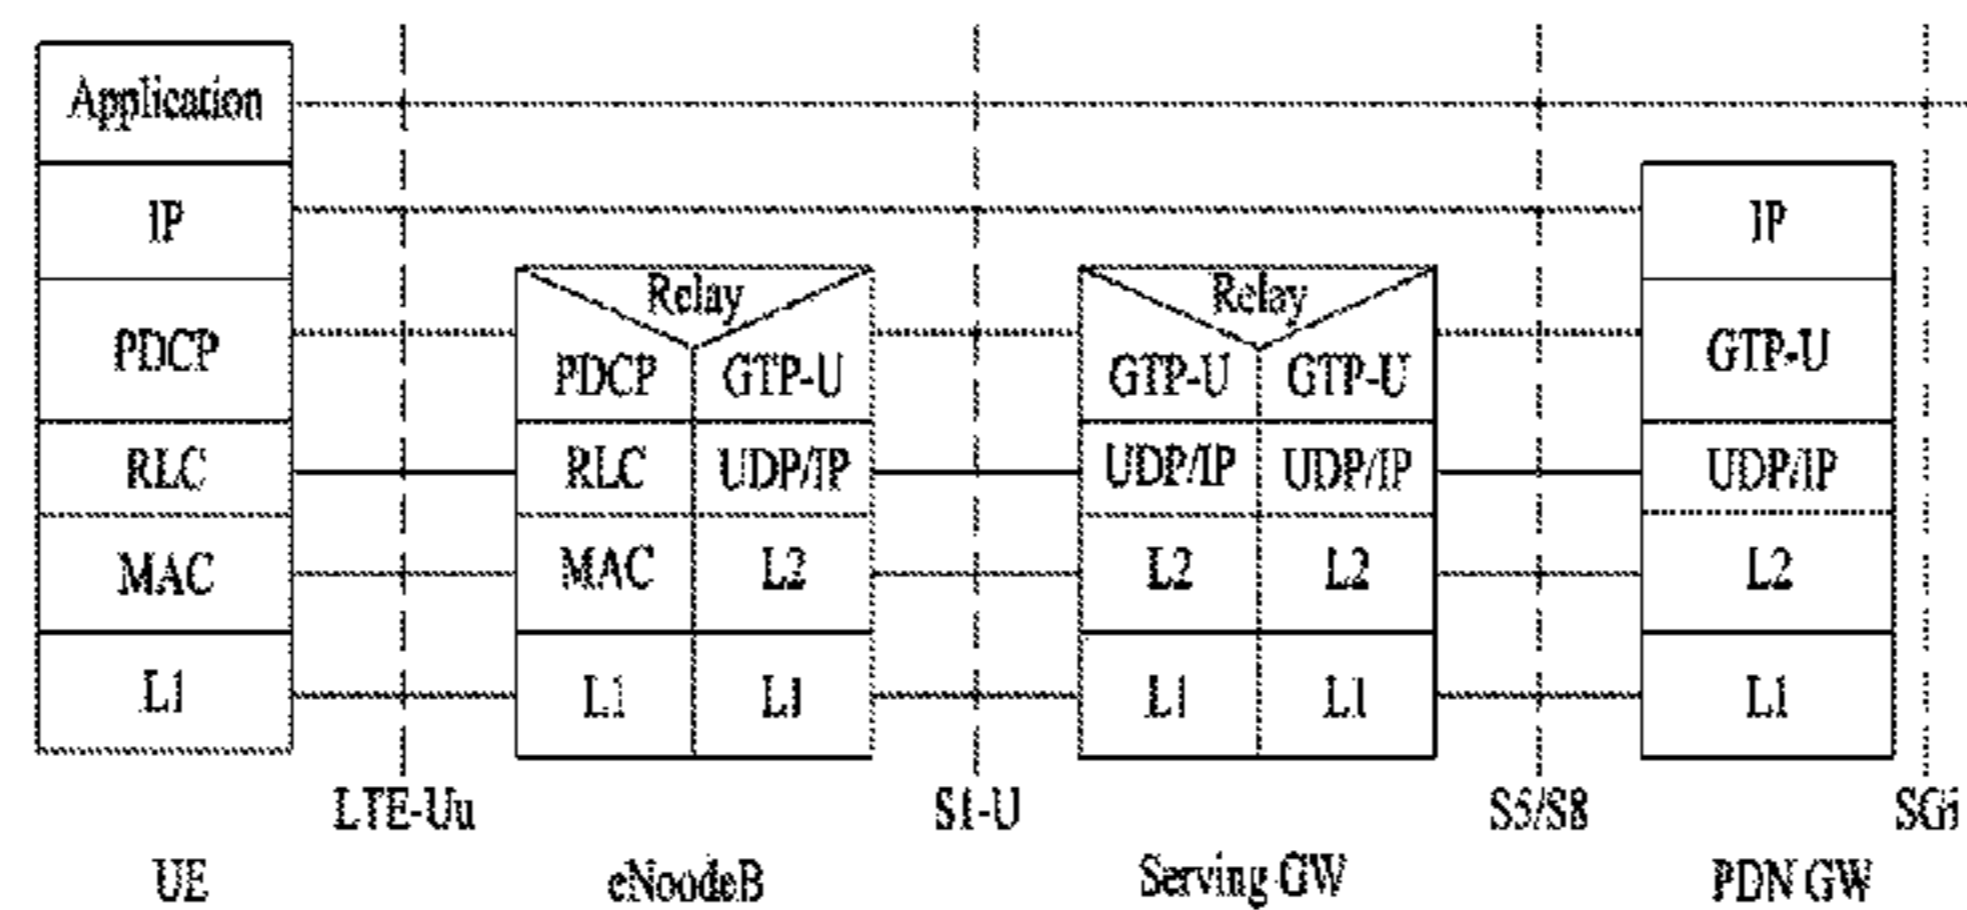 Application
IP
IP
Relay
Relay
PDCP
PDCP
GTP-U
GTP-U
GTP-U
GTP-U
RLC
RLC
UDP/IP
UDP/IP
UDP/IP
UDP/IP
MAC
MAC
L2
L2
L2
L2
L1
L1
L1
L1
L1
L1
LTE-Uu
S1-U
S5/S8
SGi
UE
eNoodeB
Serving GW
PDN GW